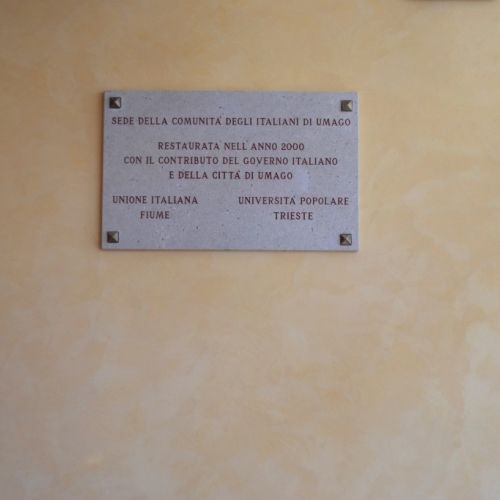 SEDE DELLA COMUNITA' DEGLI ITALIANI DI UMAGO
RESTAURATA NELL'ANNO 2000
CON IL CONTRIBUTO DEL GOVERNO ITALIANO
E DELLA CITTA' DI UMAGO
UNIONE ITALIANA
FIUME
UNIVERSITA' POPOLARE
TRIESTE